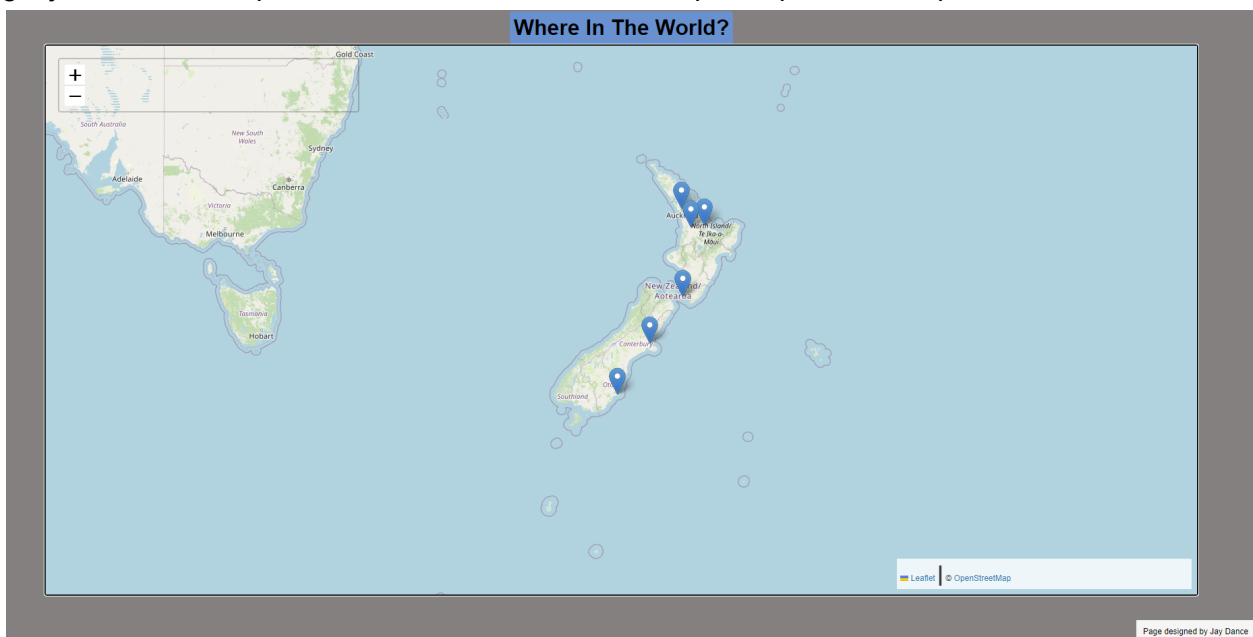 Where In The World?
Gold Coast
+
−
South Australia
New South
Wales
Sydney
Adelaide
Canberra
Victoria
Melbourne
Tasmania
Hobart
North Island/
Te Ika-a-
Māui
New Zealand/
Aotearoa
Canterbury
Southland
Leaflet | © OpenStreetMap
Page designed by Jay Dance